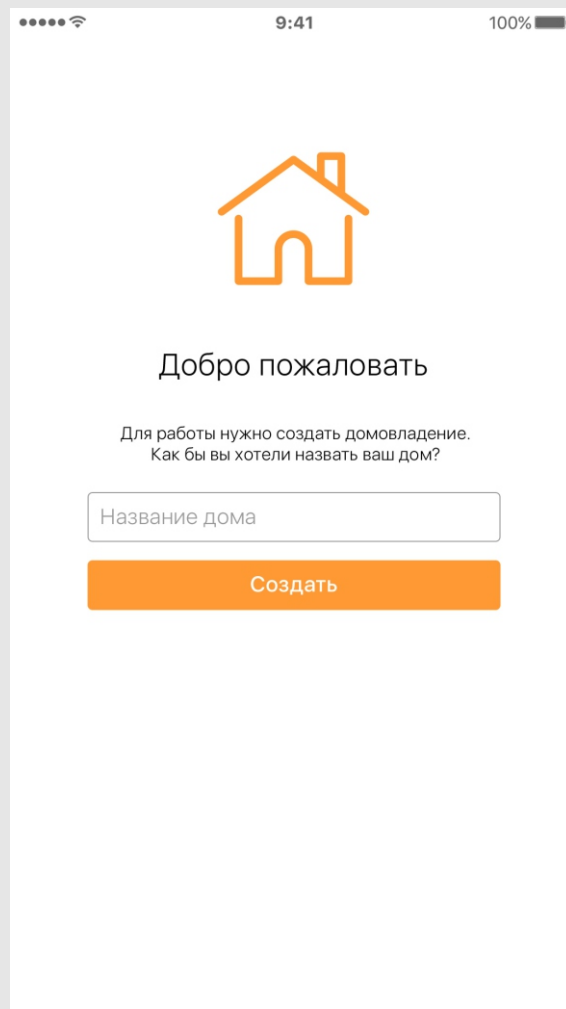 9:41
100%
Добро пожаловать
Для работы нужно создать домовладение.
Как бы вы хотели назвать ваш дом?
Название дома
Создать